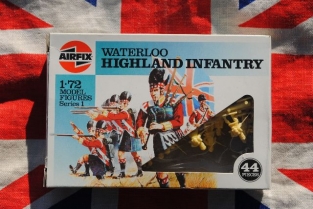 AIRFIX
WATERLOO
HIGHLAND INFANTRY
1·72
MODEL
FIGURES
Series 1
44
PIECES